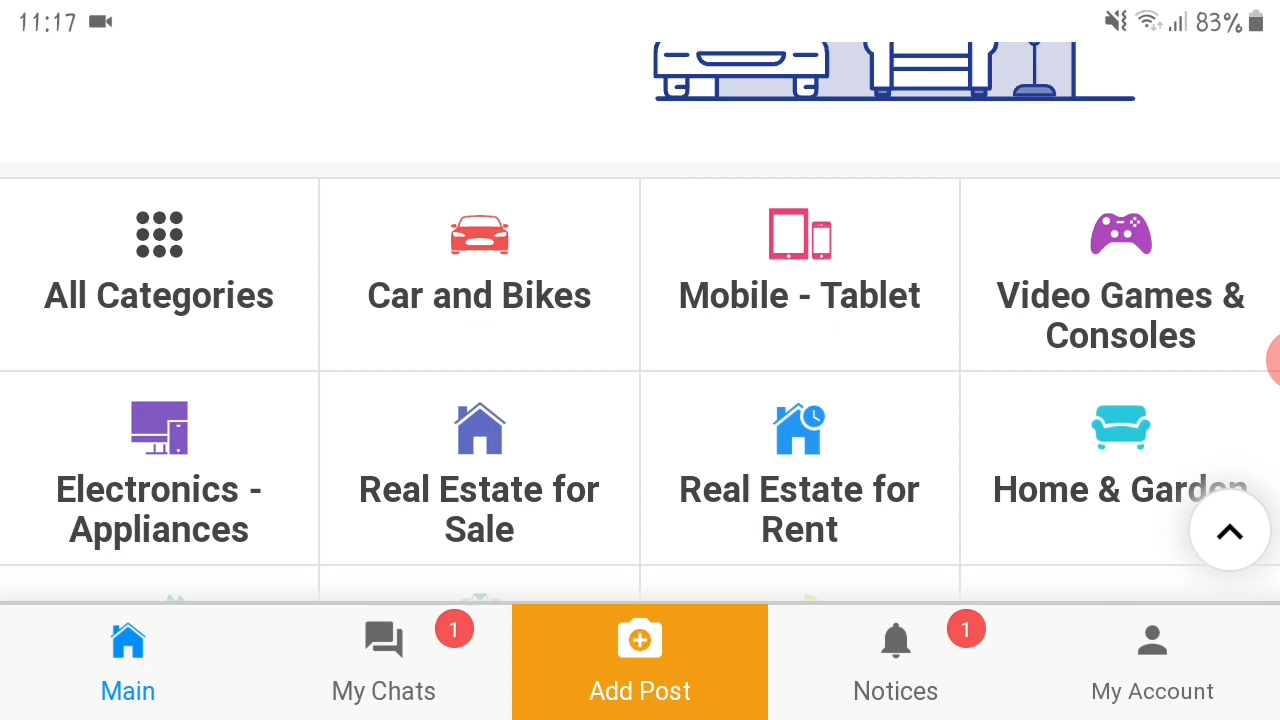 11:17 83%
All Categories
Car and Bikes
Mobile - Tablet
Video Games &
Consoles
Electronics -
Appliances
Real Estate for
Sale
Real Estate for
Rent
Home & Garden
1
1
Main
My Chats
Add Post
Notices
My Account